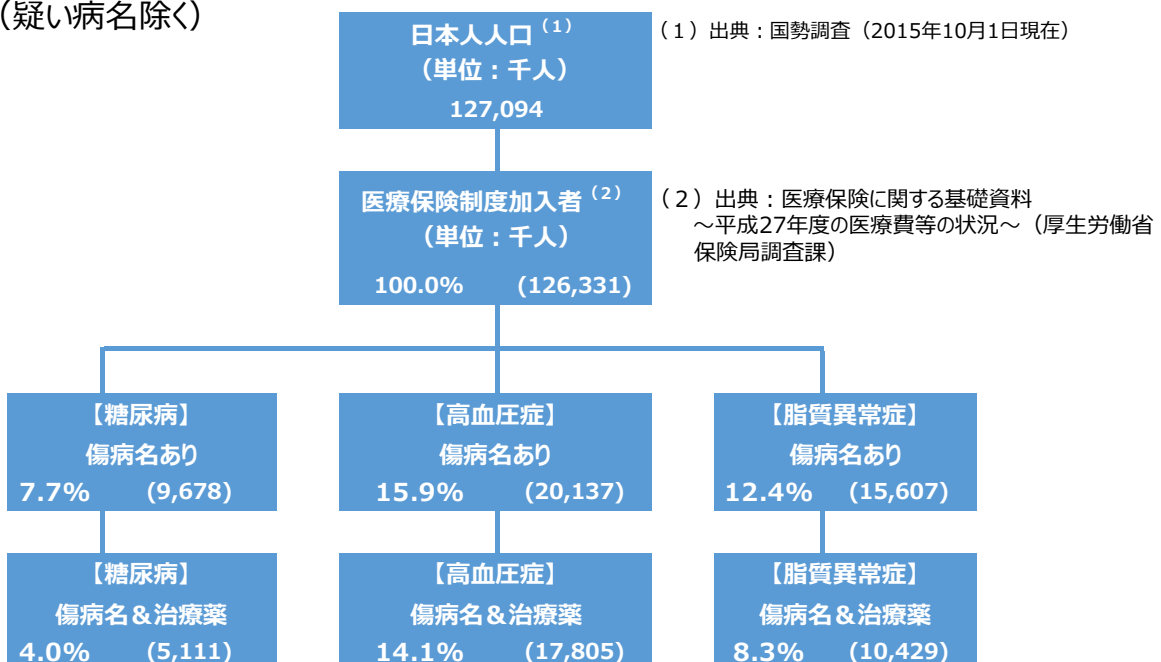 (疑い病名除く)
日本人人口(1)
(単位:千人)
127,094
(1)出典:国勢調査(2015年10月1日現在)
医療保険制度加入者(2)
(単位:千人)
100.0% (126,331)
(2)出典:医療保険に関する基礎資料
~平成27年度の医療費等の状況~(厚生労働省
保険局調査課)
【糖尿病】
傷病名あり
7.7% (9,678)
【高血圧症】
傷病名あり
15.9% (20,137)
【脂質異常症】
傷病名あり
12.4% (15,607)
【糖尿病】
傷病名&治療薬
4.0% (5,111)
【高血圧症】
傷病名&治療薬
14.1% (17,805)
【脂質異常症】
傷病名&治療薬
8.3% (10,429)